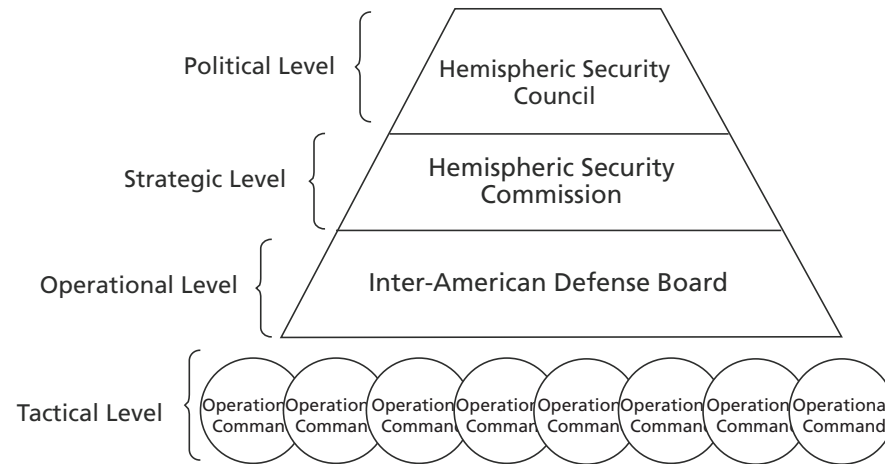 Political Level
Hemispheric Security
Council
Strategic Level
Hemispheric Security
Commission
Operational Level
Inter-American Defense Board
Tactical Level
Operation Operation Operation Operation Operation Operation Operation Operationa
Comman Comman Comman Comman Comman Comman Comman Command